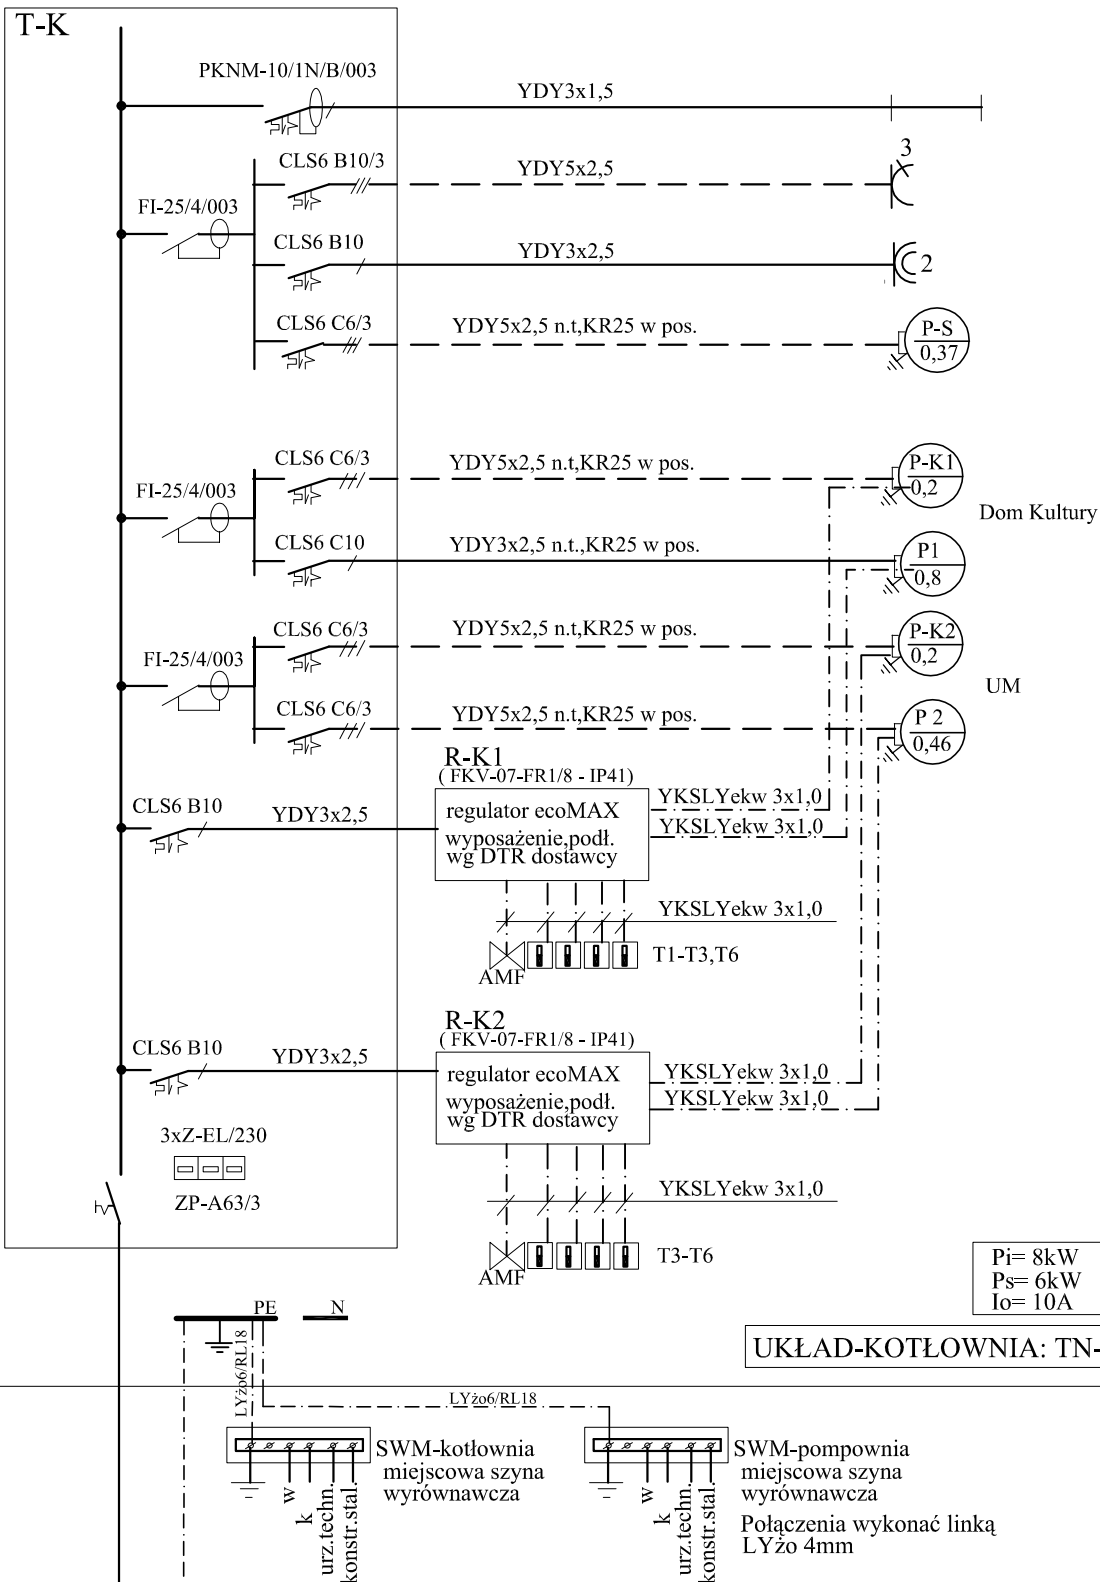 T-K
PKNM-10/1N/B/003
YDY3x1,5
CLS6 B10/3
YDY5x2,5
3
FI-25/4/003
CLS6 B10
YDY3x2,5
2
CLS6 C6/3
YDY5x2,5 n.t,KR25 w pos.
P-S
0,37
CLS6 C6/3
YDY5x2,5 n.t,KR25 w pos.
P-K1
0,2
FI-25/4/003
Dom Kultury
CLS6 C10
YDY3x2,5 n.t.,KR25 w pos.
P1
0,8
CLS6 C6/3
YDY5x2,5 n.t,KR25 w pos.
P-K2
0,2
FI-25/4/003
UM
CLS6 C6/3
YDY5x2,5 n.t,KR25 w pos.
P 2
0,46
R-K1
( FKV-07-FR1/8 - IP41)
CLS6 B10
YDY3x2,5
regulator ecoMAX
wyposażenie,podł.
wg DTR dostawcy
YKSLYekw 3x1,0
YKSLYekw 3x1,0
YKSLYekw 3x1,0
AMF
T1-T3,T6
R-K2
( FKV-07-FR1/8 - IP41)
CLS6 B10
YDY3x2,5
regulator ecoMAX
wyposażenie,podł.
wg DTR dostawcy
YKSLYekw 3x1,0
YKSLYekw 3x1,0
3xZ-EL/230
ZP-A63/3
YKSLYekw 3x1,0
AMF
T3-T6
Pi= 8kW
Ps= 6kW
Io= 10A
PE
N
UKŁAD-KOTŁOWNIA: TN-
LYżo6/RL18
LYżo6/RL18
SWM-kotłownia
miejscowa szyna
wyrównawcza
w
k
urz.techn.
konstr.stal.
SWM-pompownia
miejscowa szyna
wyrównawcza
w
k
urz.techn.
konstr.stal.
Połączenia wykonać linką
LYżo 4mm